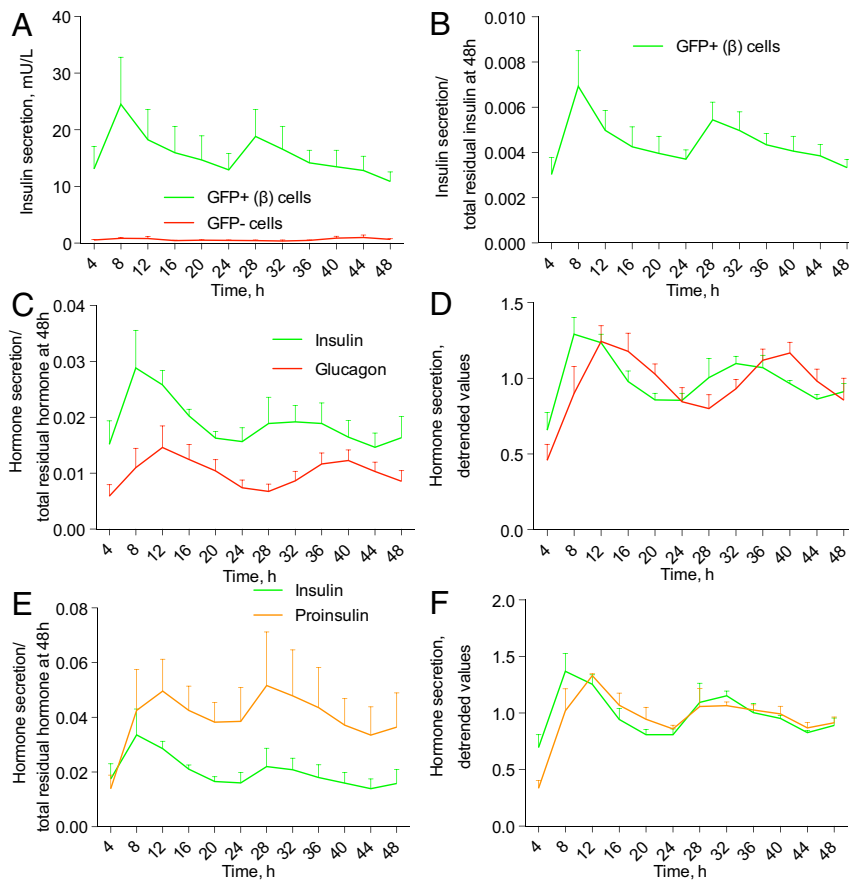 A
Insulin secretion, mU/L
40
30
20
10
0
GFP+ (β) cells
GFP- cells
4 8 12 16 20 24 28 32 36 40 44 48
Time, h
B
Insulin secretion/
total residual insulin at 48h
0.010
0.008
0.006
0.004
0.002
0.000
GFP+ (β) cells
4 8 12 16 20 24 28 32 36 40 44 48
Time, h
C
Hormone secretion/
total residual hormone at 48h
0.04
0.03
0.02
0.01
0.00
Insulin
Glucagon
4 8 12 16 20 24 28 32 36 40 44 48
Time, h
D
Hormone secretion,
detrended values
1.5
1.0
0.5
0.0
4 8 12 16 20 24 28 32 36 40 44 48
Time, h
E
Hormone secretion/
total residual hormone at 48h
0.08
0.06
0.04
0.02
0.00
Insulin
Proinsulin
4 8 12 16 20 24 28 32 36 40 44 48
Time, h
F
Hormone secretion,
detrended values
2.0
1.5
1.0
0.5
0.0
4 8 12 16 20 24 28 32 36 40 44 48
Time, h